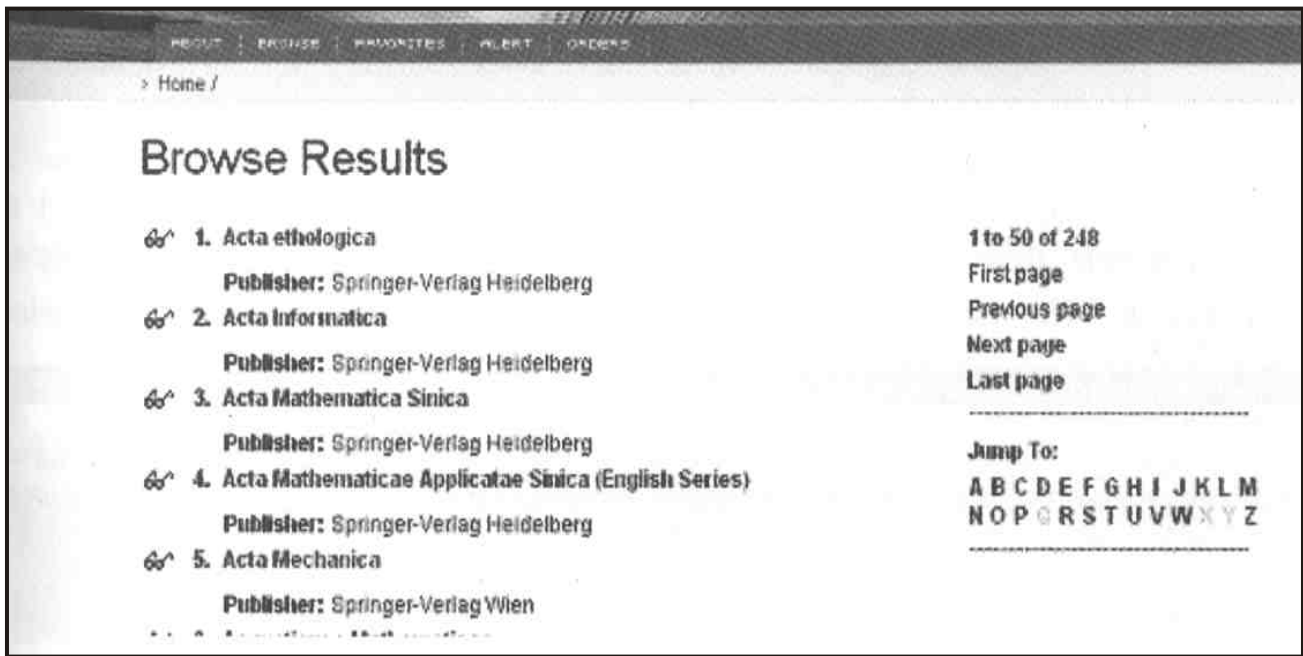 ABOUT BROWSE FAVORITES ALERT ORDERS
> Home /
Browse Results
1. Acta ethologica
Publisher: Springer-Verlag Heidelberg
2. Acta Informatica
Publisher: Springer-Verlag Heidelberg
3. Acta Mathematica Sinica
Publisher: Springer-Verlag Heidelberg
4. Acta Mathematicae Applicatae Sinica (English Series)
Publisher: Springer-Verlag Heidelberg
5. Acta Mechanica
Publisher: Springer-Verlag Wien
1 to 50 of 248
First page
Previous page
Next page
Last page
Jump To:
A B C D E F G H I J K L M
N O P Q R S T U V W X Y Z